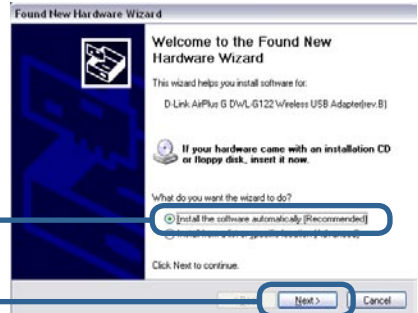 Found New Hardware Wizard
Welcome to the Found New
Hardware Wizard
This wizard helps you install software for:
D-Link AirPlus G DWL-G122 Wireless USB Adapter(rev.B)
If your hardware came with an installation CD
or floppy disk, insert it now.
What do you want the wizard to do?
Install the software automatically (Recommended)
Click Next to continue.
Next >
Cancel